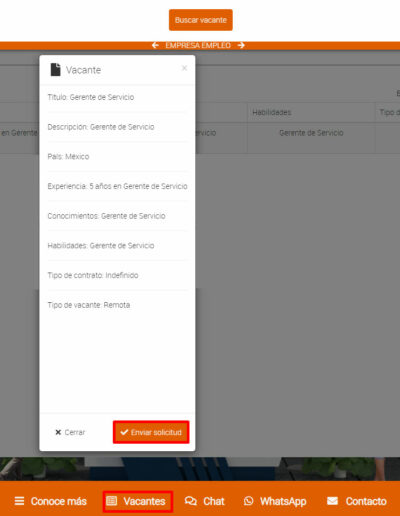 Buscar vacante
EMPRESA EMPLEO
Vacante ×
Título: Gerente de Servicio
Descripción: Gerente de Servicio
País: México
Experiencia: 5 años en Gerente de Servicio
Conocimientos: Gerente de Servicio
Habilidades: Gerente de Servicio
Tipo de contrato: Indefinido
Tipo de vacante: Remota
Cerrar
Enviar solicitud
Habilidades
Tipo d
en Gerente
ervicio
Gerente de Servicio
Conoce más
Vacantes
Chat
WhatsApp
Contacto